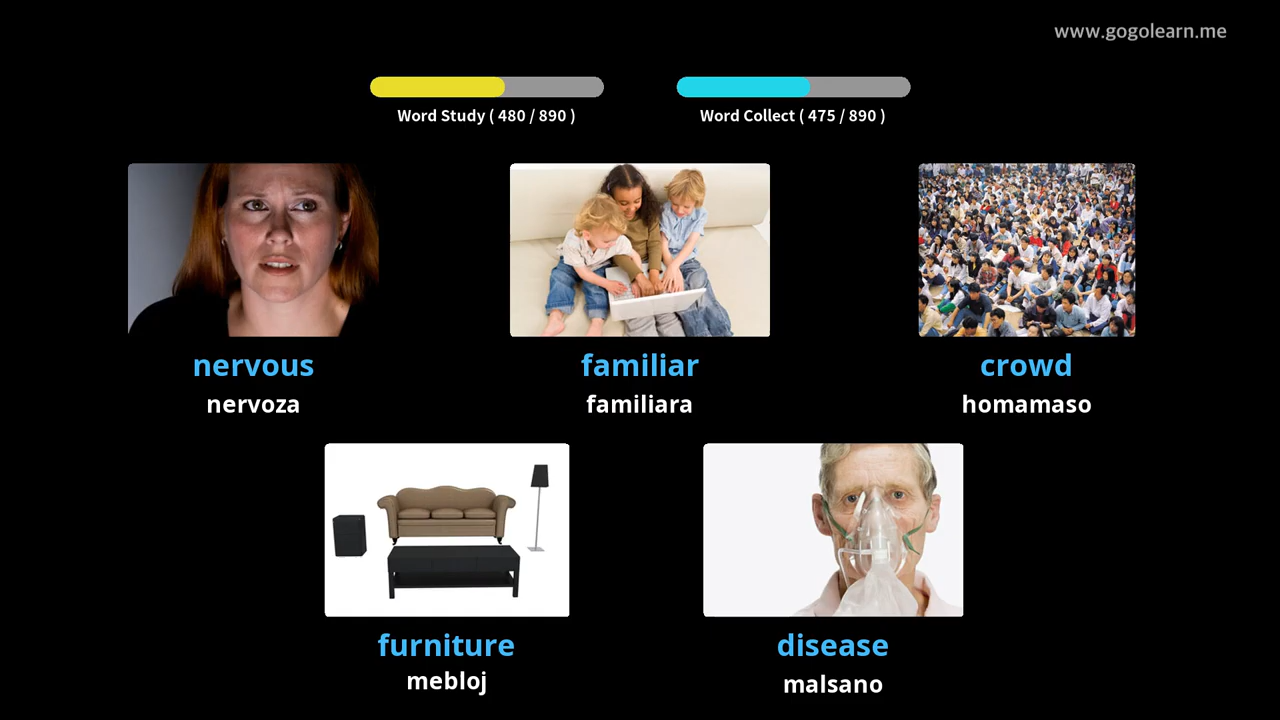 www.gogolearn.me
Word Study ( 480 / 890 )
Word Collect ( 475 / 890 )
nervous
nervoza
familiar
familiara
crowd
homamaso
furniture
mebloj
disease
malsano